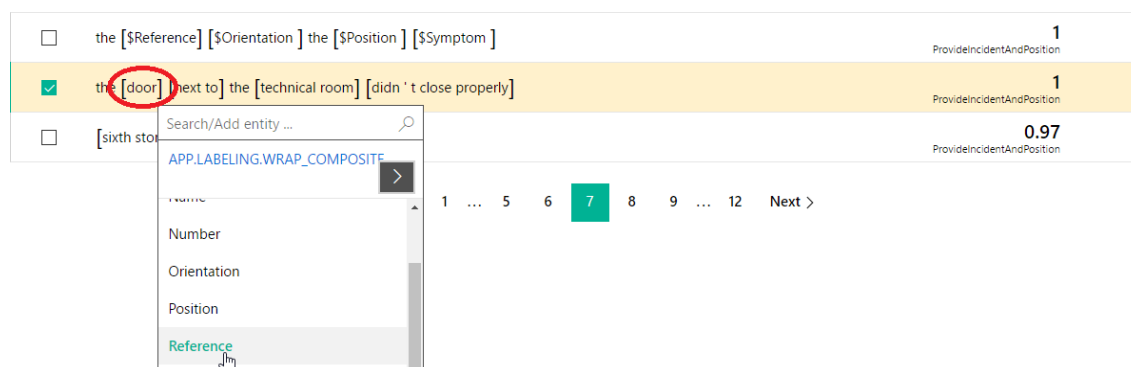 the [$Reference] [$Orientation ] the [$Position ] [$Symptom ]
1
ProvideIncidentAndPosition
the [door] [next to] the [technical room] [didn ' t close properly]
1
ProvideIncidentAndPosition
[sixth stor
0.97
ProvideIncidentAndPosition
Search/Add entity ...
APP.LABELING.WRAP_COMPOSITE
Name
Number
Orientation
Position
Reference
1 ... 5 6 7 8 9 ... 12 Next >